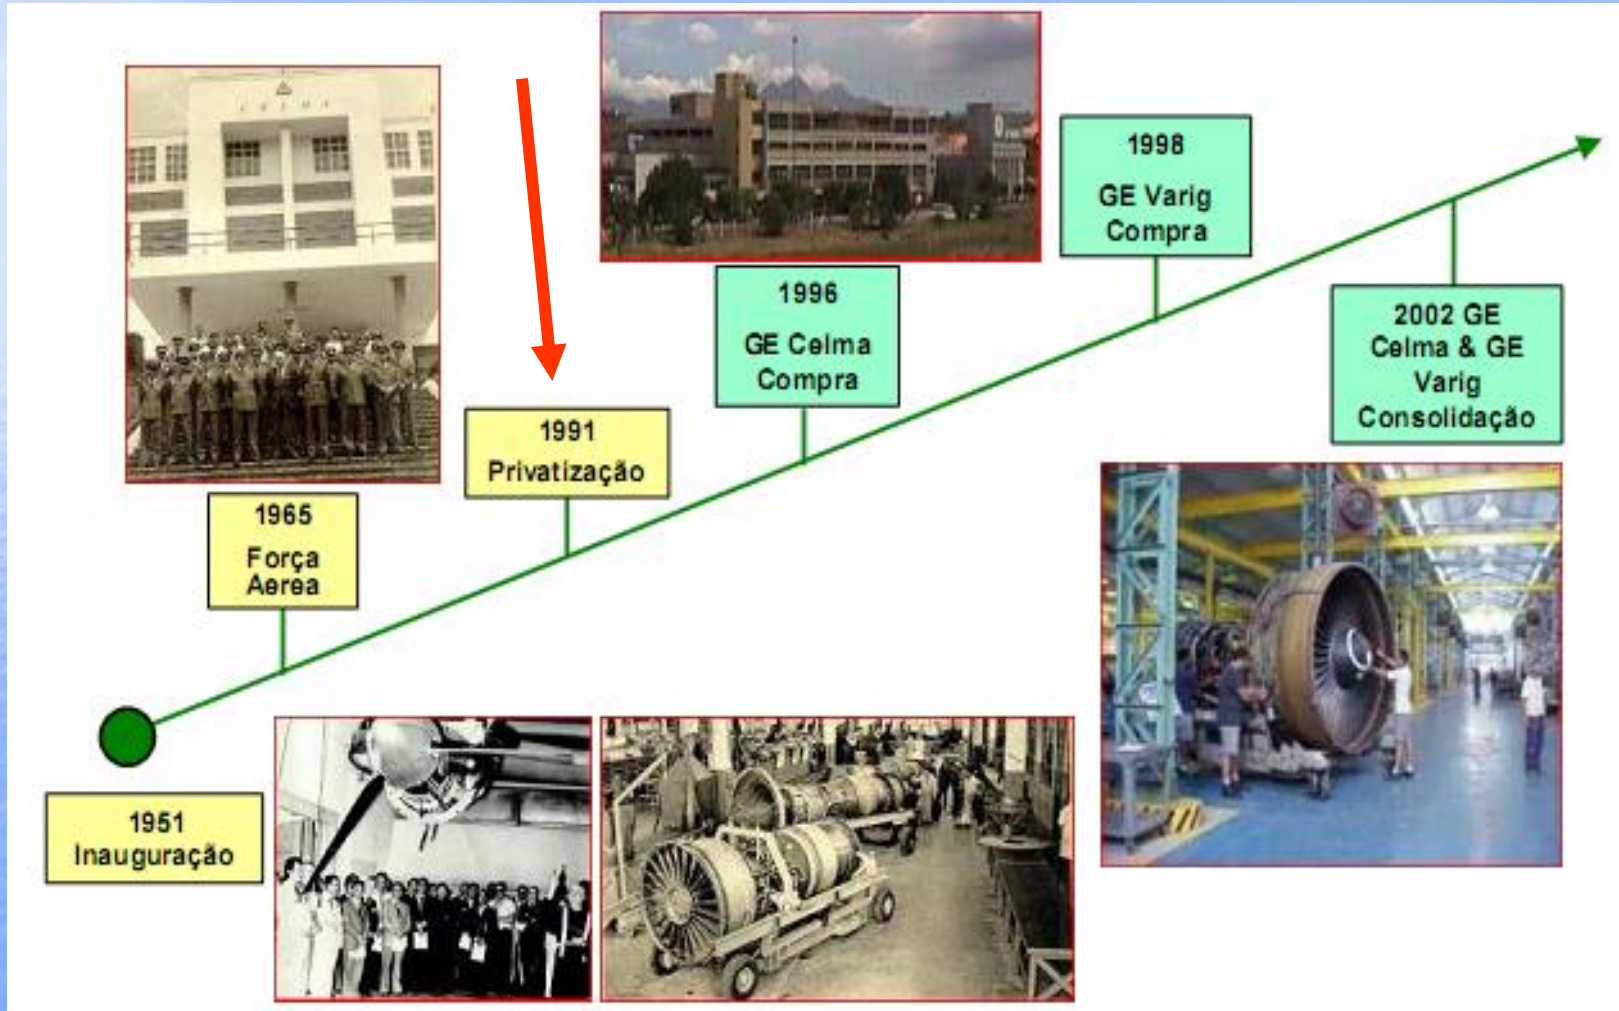 CELMA
1951
Inauguração
1965
Força
Aerea
1991
Privatização
1996
GE Celma
Compra
1998
GE Varig
Compra
2002 GE
Celma & GE
Varig
Consolidação